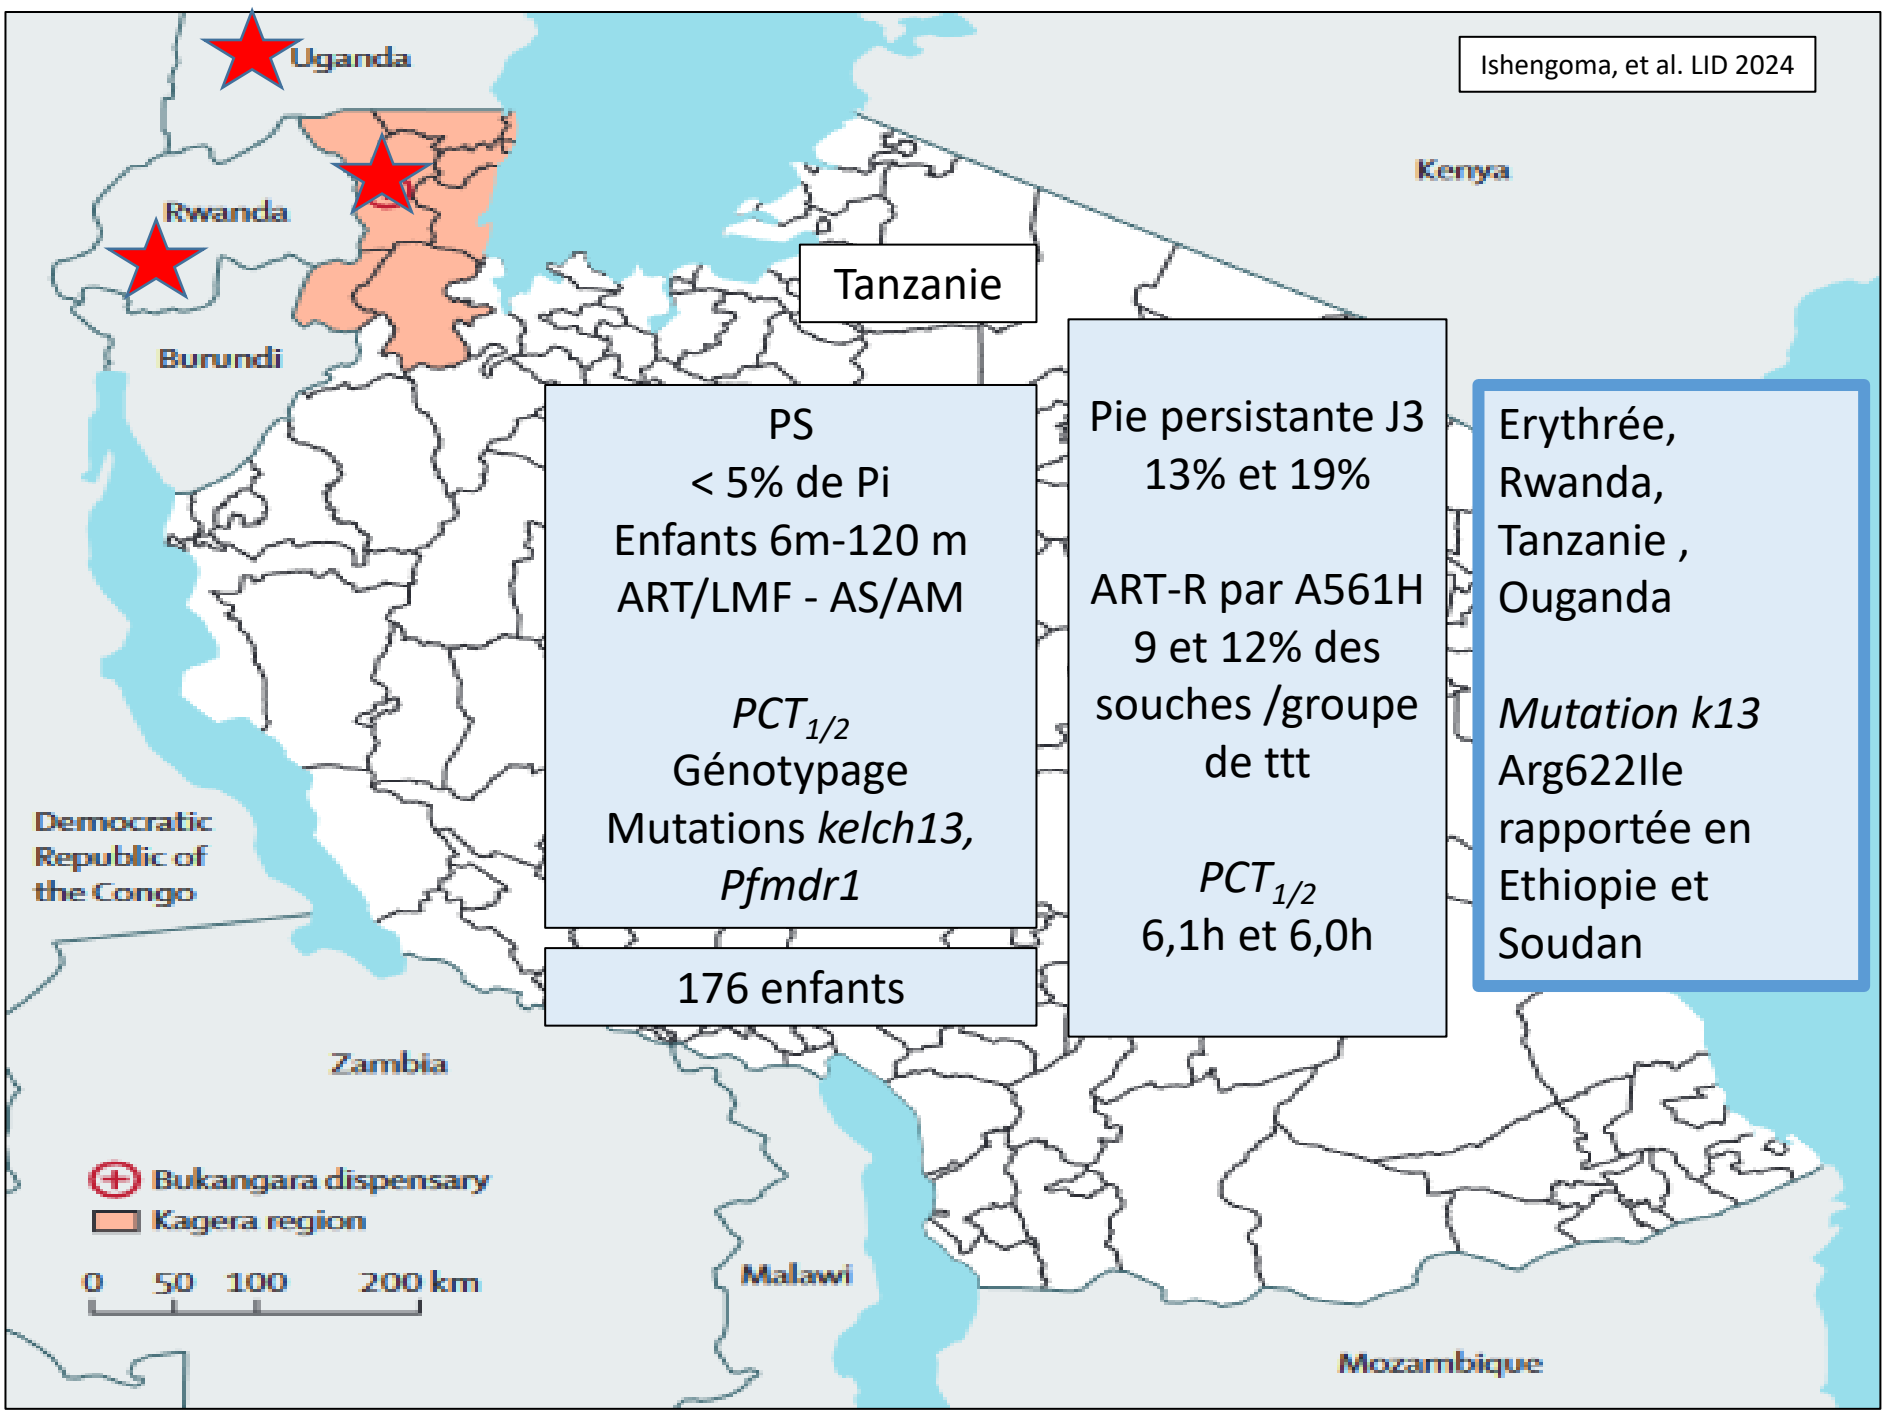 Uganda
Ishengoma, et al. LID 2024
Kenya
Rwanda
Tanzanie
Burundi
PS
< 5% de Pi
Enfants 6m-120 m
ART/LMF - AS/AM
PCT1/2
Génotypage
Mutations kelch13,
Pfmdr1
176 enfants
Pie persistante J3
13% et 19%
ART-R par A561H
9 et 12% des
souches /groupe
de ttt
PCT1/2
6,1h et 6,0h
Erythrée,
Rwanda,
Tanzanie ,
Ouganda
Mutation k13
Arg622Ile
rapportée en
Ethiopie et
Soudan
Democratic
Republic of
the Congo
Zambia
Bukangara dispensary
Kagera region
0 50 100 200 km
Malawi
Mozambique